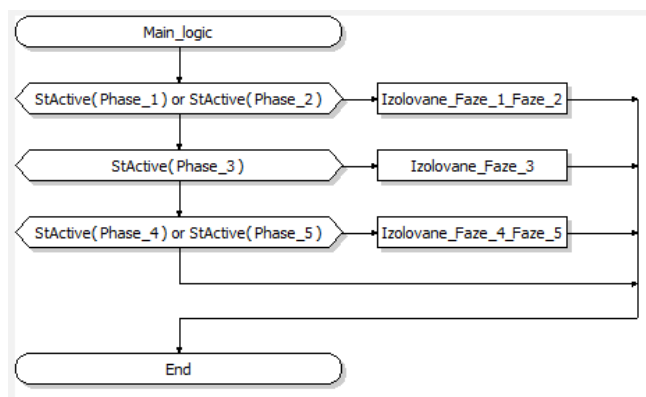 Main_logic
StActive(Phase_1) or StActive(Phase_2)
Izolovane_Faze_1_Faze_2
StActive(Phase_3)
Izolovane_Faze_3
StActive(Phase_4) or StActive(Phase_5)
Izolovane_Faze_4_Faze_5
End